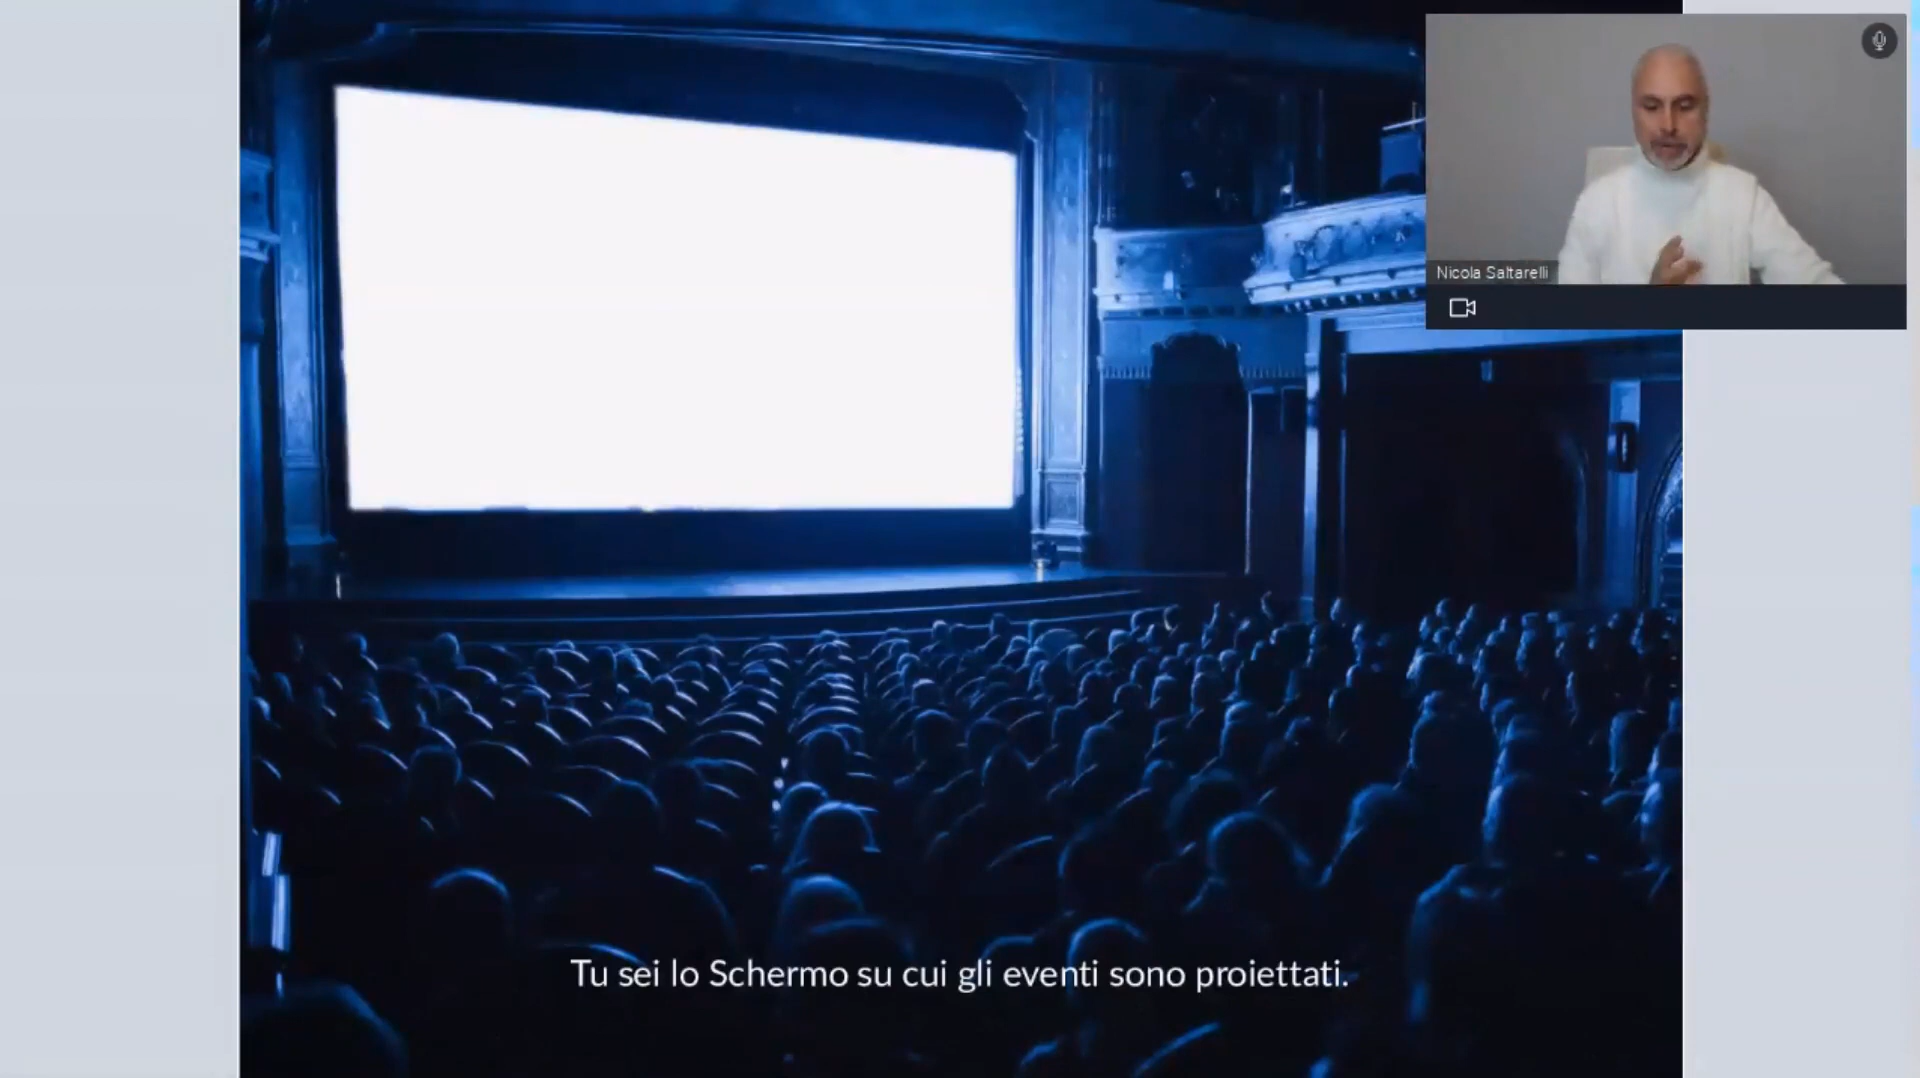 Nicola Saltarelli
Tu sei lo Schermo su cui gli eventi sono proiettati.